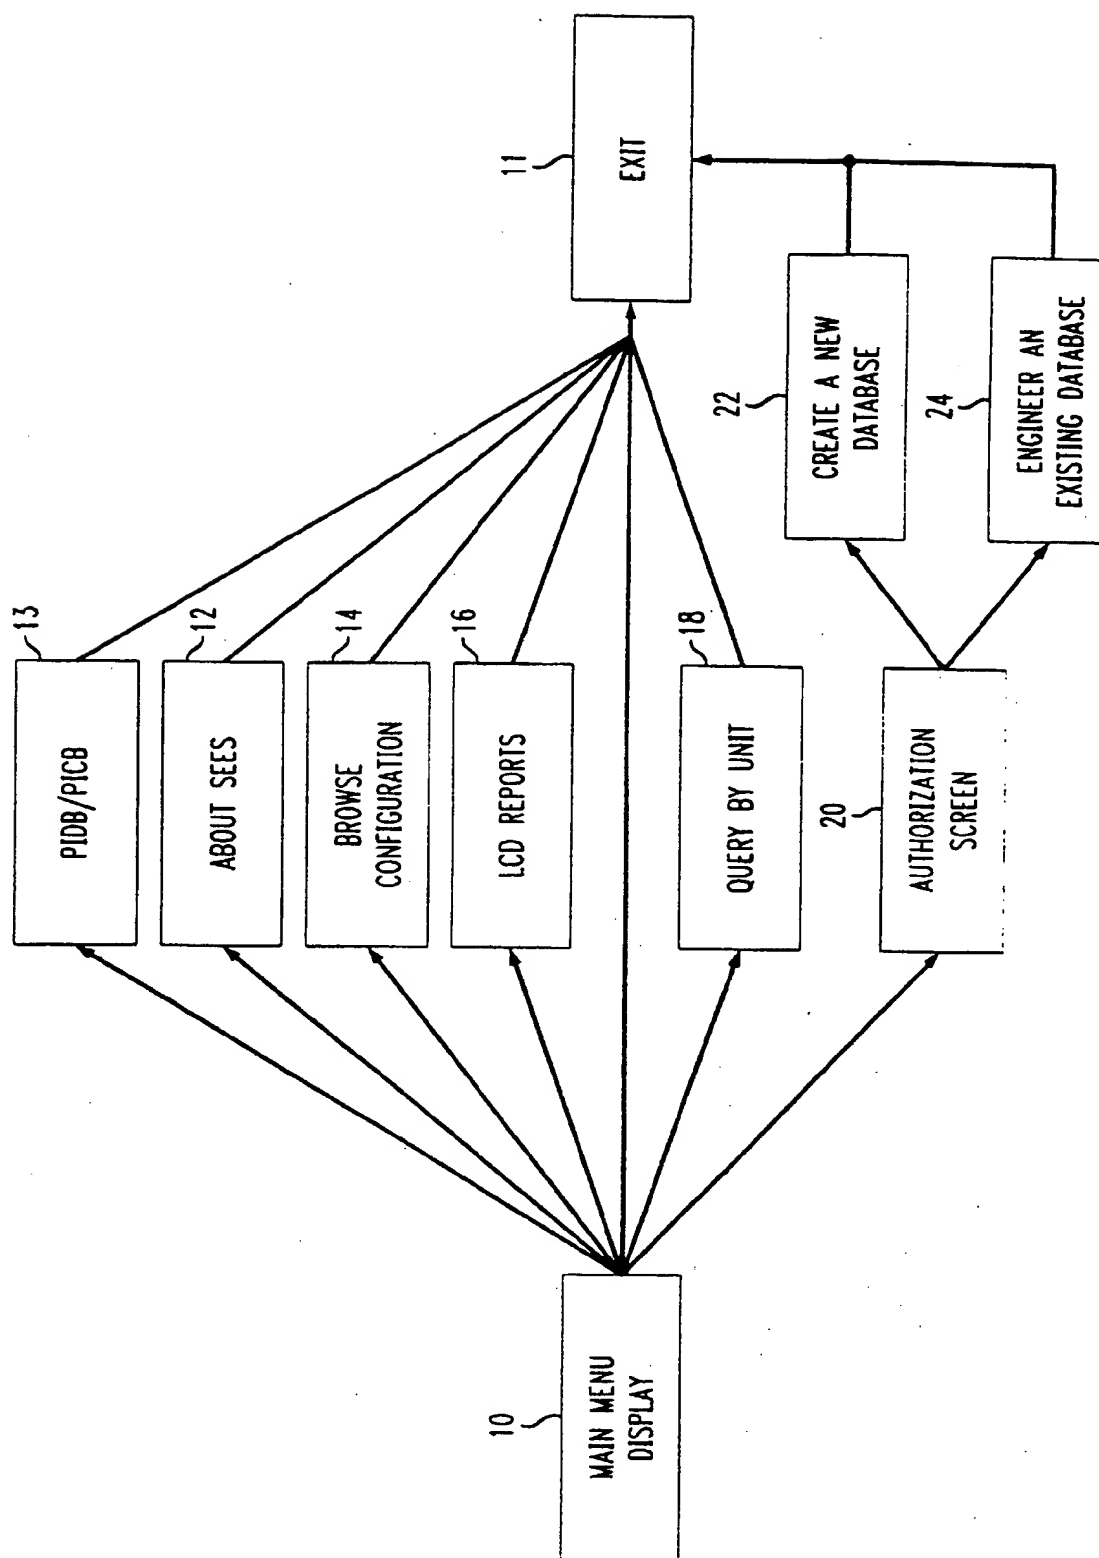 10
MAIN MENU
DISPLAY
13
PIDB/PICB
12
ABOUT SEES
14
BROWSE
CONFIGURATION
16
LCD REPORTS
18
QUERY BY UNIT
20
AUTHORIZATION
SCREEN
11
EXIT
22
CREATE A NEW
DATABASE
24
ENGINEER AN
EXISTING DATABASE